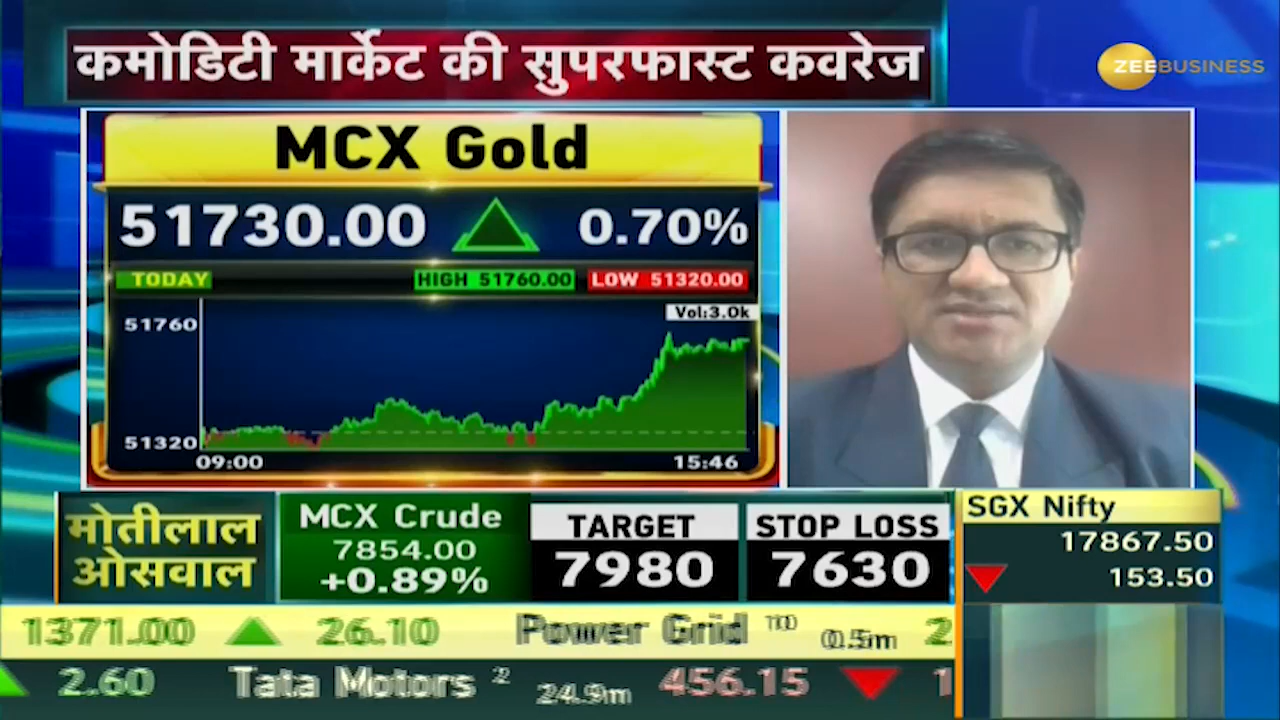 कमोडिटी मार्केट की सुपरफास्ट कवरेज
ZEEBUSINESS
MCX Gold
51730.00 0.70%
TODAY HIGH 51760.00 LOW 51320.00
Vol:3.0k
51760
51320
09:00 15:46
मोतीलाल
ओसवाल
MCX Crude
7854.00
+0.89%
TARGET
7980
STOP LOSS
7630
SGX Nifty
17867.50
153.50
1371.00 26.10 Power Grid 0.5m 2
2.60 Tata Motors 2 24.9m 456.15 1